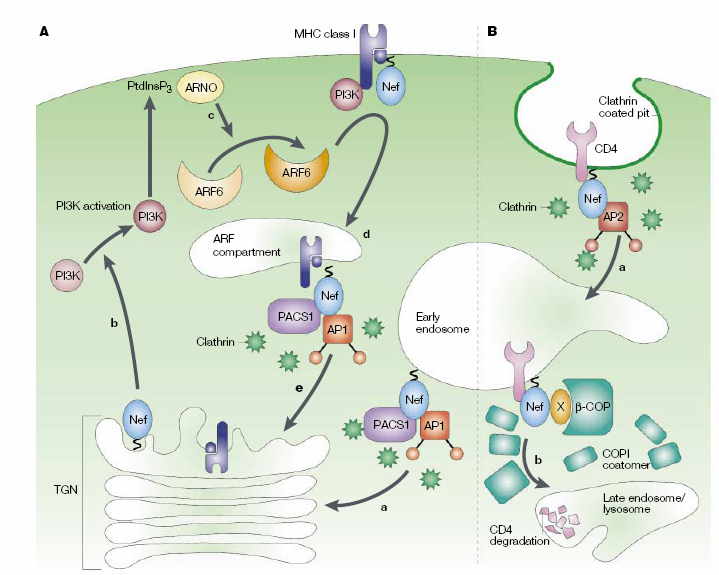 A
MHC class I
B
PtdInsP3
ARNO
PI3K
Nef
c
Clathrin
coated pit
CD4
ARF6
ARF6
PI3K activation
PI3K
Nef
Clathrin
AP2
d
ARF
compartment
PI3K
a
Nef
PACS1
AP1
Early
endosome
b
Clathrin
e
Nef
Nef
X
β-COP
Nef
PACS1
AP1
COPI
coatomer
b
TGN
Late endosome/
lysosome
a
CD4
degradation